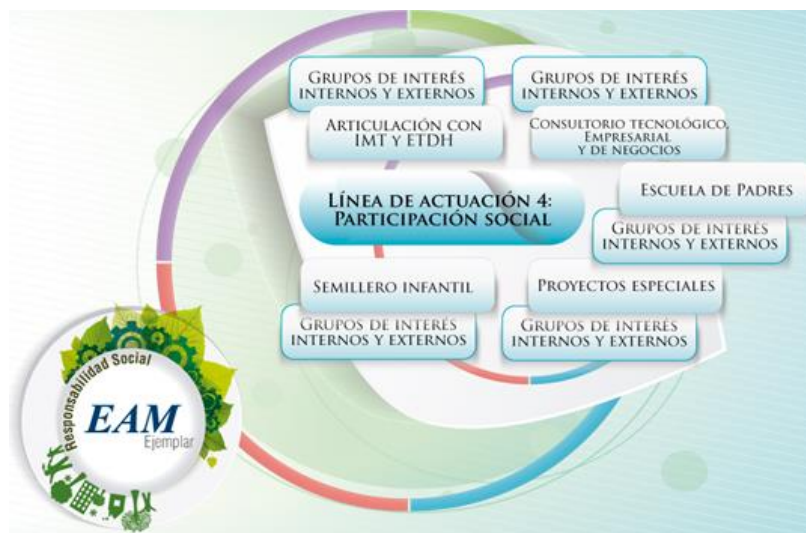 GRUPOS DE INTERÉS
INTERNOS Y EXTERNOS
ARTICULACIÓN CON
IMT Y ETDH
GRUPOS DE INTERÉS
INTERNOS Y EXTERNOS
CONSULTORIO TECNOLÓGICO,
EMPRESARIAL
Y DE NEGOCIOS
LÍNEA DE ACTUACIÓN 4:
PARTICIPACIÓN SOCIAL
ESCUELA DE PADRES
GRUPOS DE INTERÉS
INTERNOS Y EXTERNOS
SEMILLERO INFANTIL
GRUPOS DE INTERÉS
INTERNOS Y EXTERNOS
PROYECTOS ESPECIALES
GRUPOS DE INTERÉS
INTERNOS Y EXTERNOS
Responsabilidad Social
EAM
Ejemplar